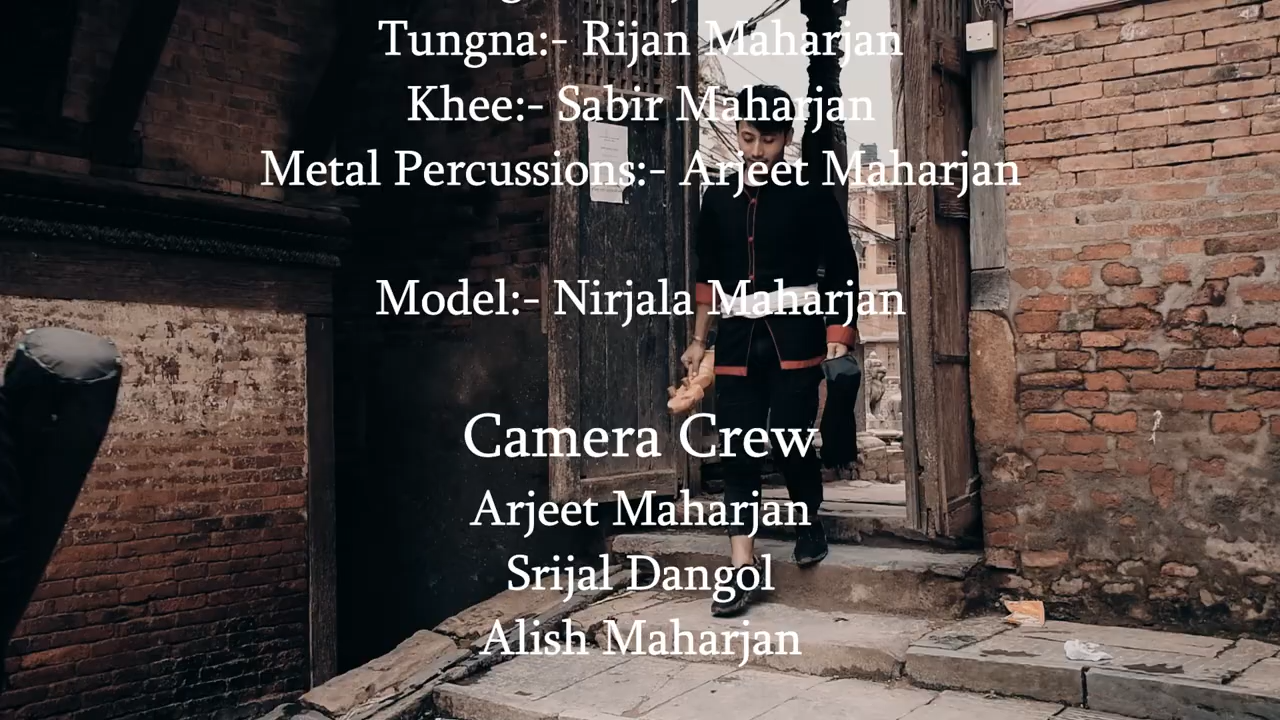 Tungna:- Rijan Maharjan
Khee:- Sabir Maharjan
Metal Percussions:- Arjeet Maharjan
Model:- Nirjala Maharjan
Camera Crew
Arjeet Maharjan
Srijal Dangol
Alish Maharjan